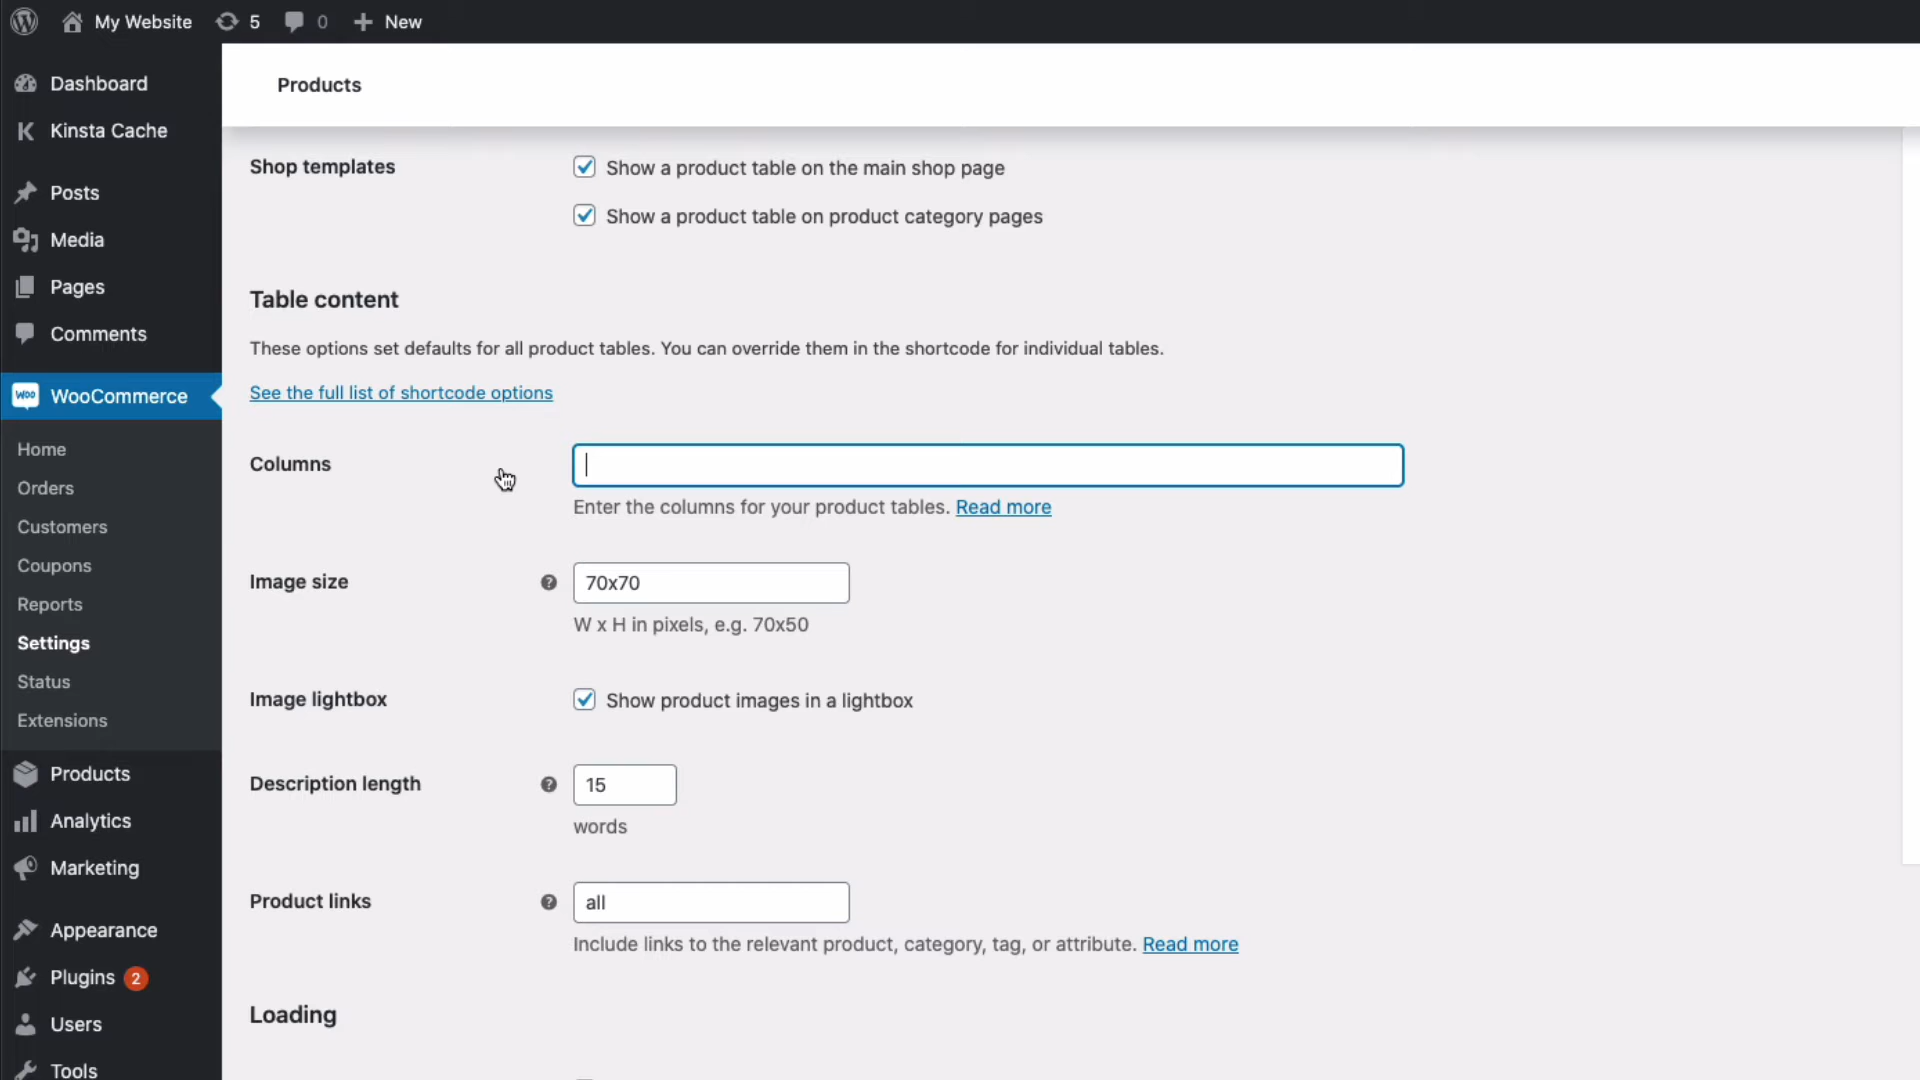 My Website 5 0 New
Dashboard
Kinsta Cache
Posts
Media
Pages
Comments
WooCommerce
Home
Orders
Customers
Coupons
Reports
Settings
Status
Extensions
Products
Analytics
Marketing
Appearance
Plugins 2
Users
Tools
Products
Shop templates
Show a product table on the main shop page
Show a product table on product category pages
Table content
These options set defaults for all product tables. You can override them in the shortcode for individual tables.
See the full list of shortcode options
Columns
Enter the columns for your product tables. Read more
Image size
70x70
W x H in pixels, e.g. 70x50
Image lightbox
Show product images in a lightbox
Description length
15
words
Product links
all
Include links to the relevant product, category, tag, or attribute. Read more
Loading